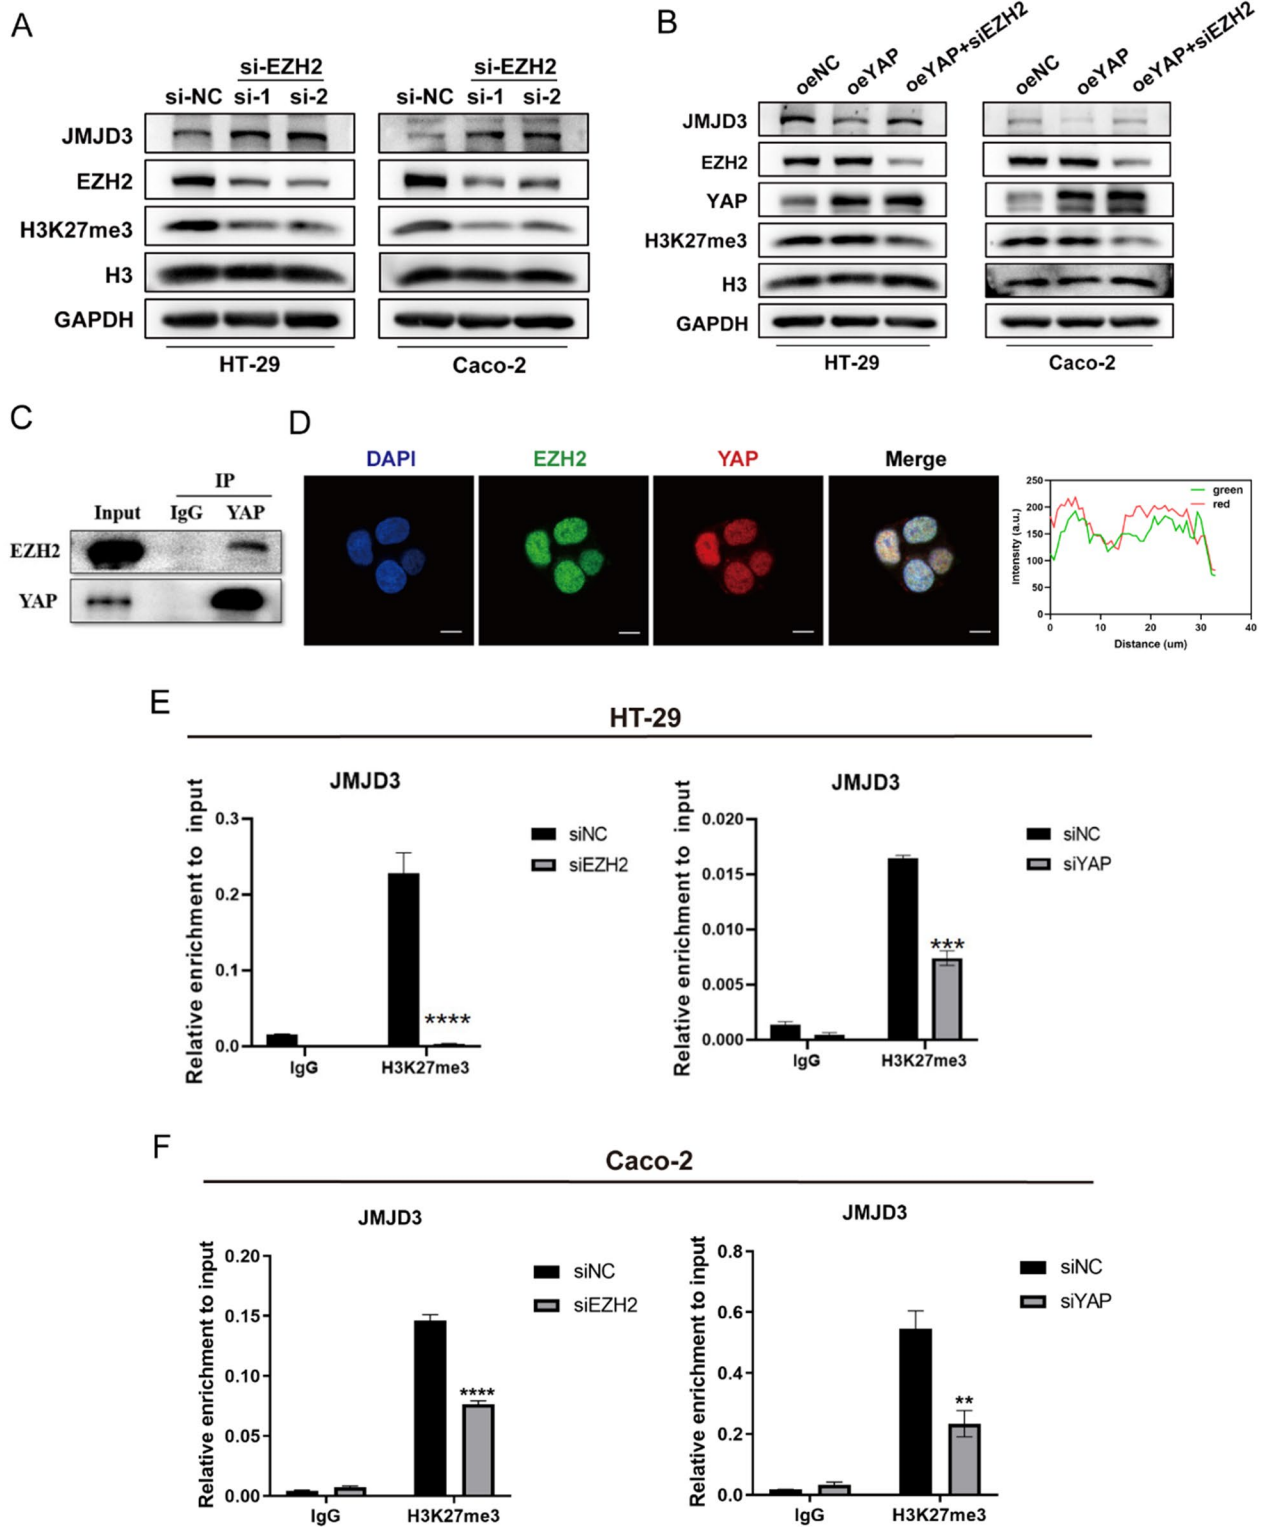 A
si-EZH2
si-NC si-1 si-2
si-EZH2
si-NC si-1 si-2
JMJD3
EZH2
H3K27me3
H3
GAPDH
HT-29
Caco-2
B
oeNC
oeYAP
oeYAP+siEZH2
oeNC
oeYAP
oeYAP+siEZH2
JMJD3
EZH2
YAP
H3K27me3
H3
GAPDH
HT-29
Caco-2
C
IP
Input IgG YAP
EZH2
YAP
D
DAPI
EZH2
YAP
Merge
Intensity (a.u.)
250
200
150
100
50
0
0 10 20 30 40
Distance (um)
green
red
E
HT-29
JMJD3
Relative enrichment to input
0.3
0.2
0.1
0.0
****
IgG H3K27me3
siNC
siEZH2
JMJD3
Relative enrichment to input
0.020
0.015
0.010
0.005
0.000
***
IgG H3K27me3
siNC
siYAP
F
Caco-2
JMJD3
Relative enrichment to input
0.20
0.15
0.10
0.05
0.00
****
IgG H3K27me3
siNC
siEZH2
JMJD3
Relative enrichment to input
0.8
0.6
0.4
0.2
0.0
**
IgG H3K27me3
siNC
siYAP